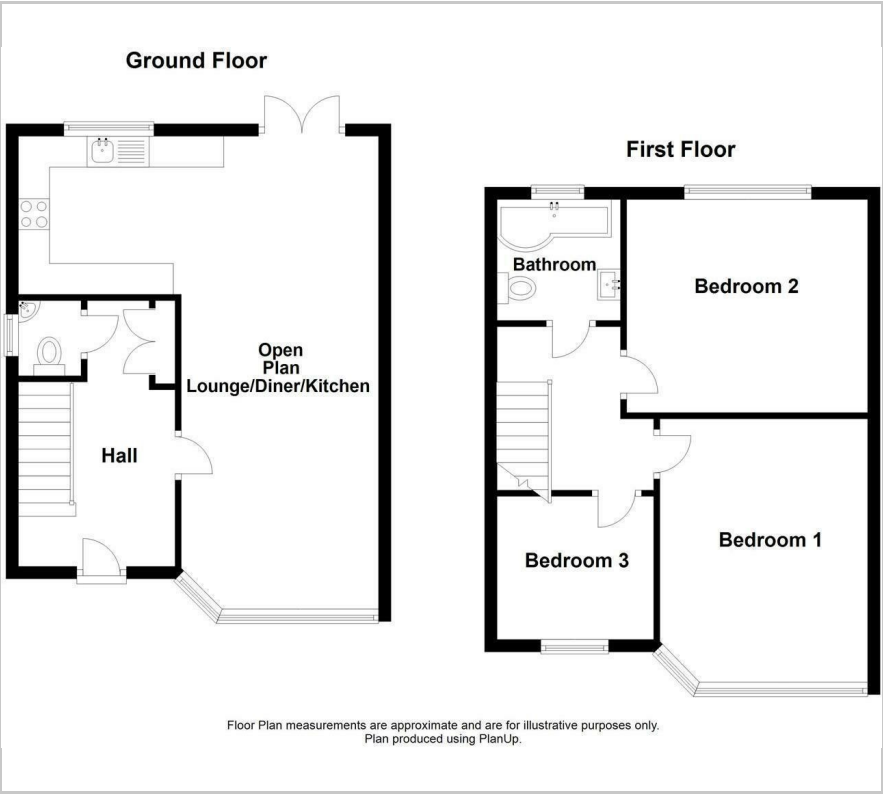 Ground Floor
Open
Plan
Lounge/Diner/Kitchen
Hall
First Floor
Bathroom
Bedroom 2
Bedroom 1
Bedroom 3
Floor Plan measurements are approximate and are for illustrative purposes only.
Plan produced using PlanUp.